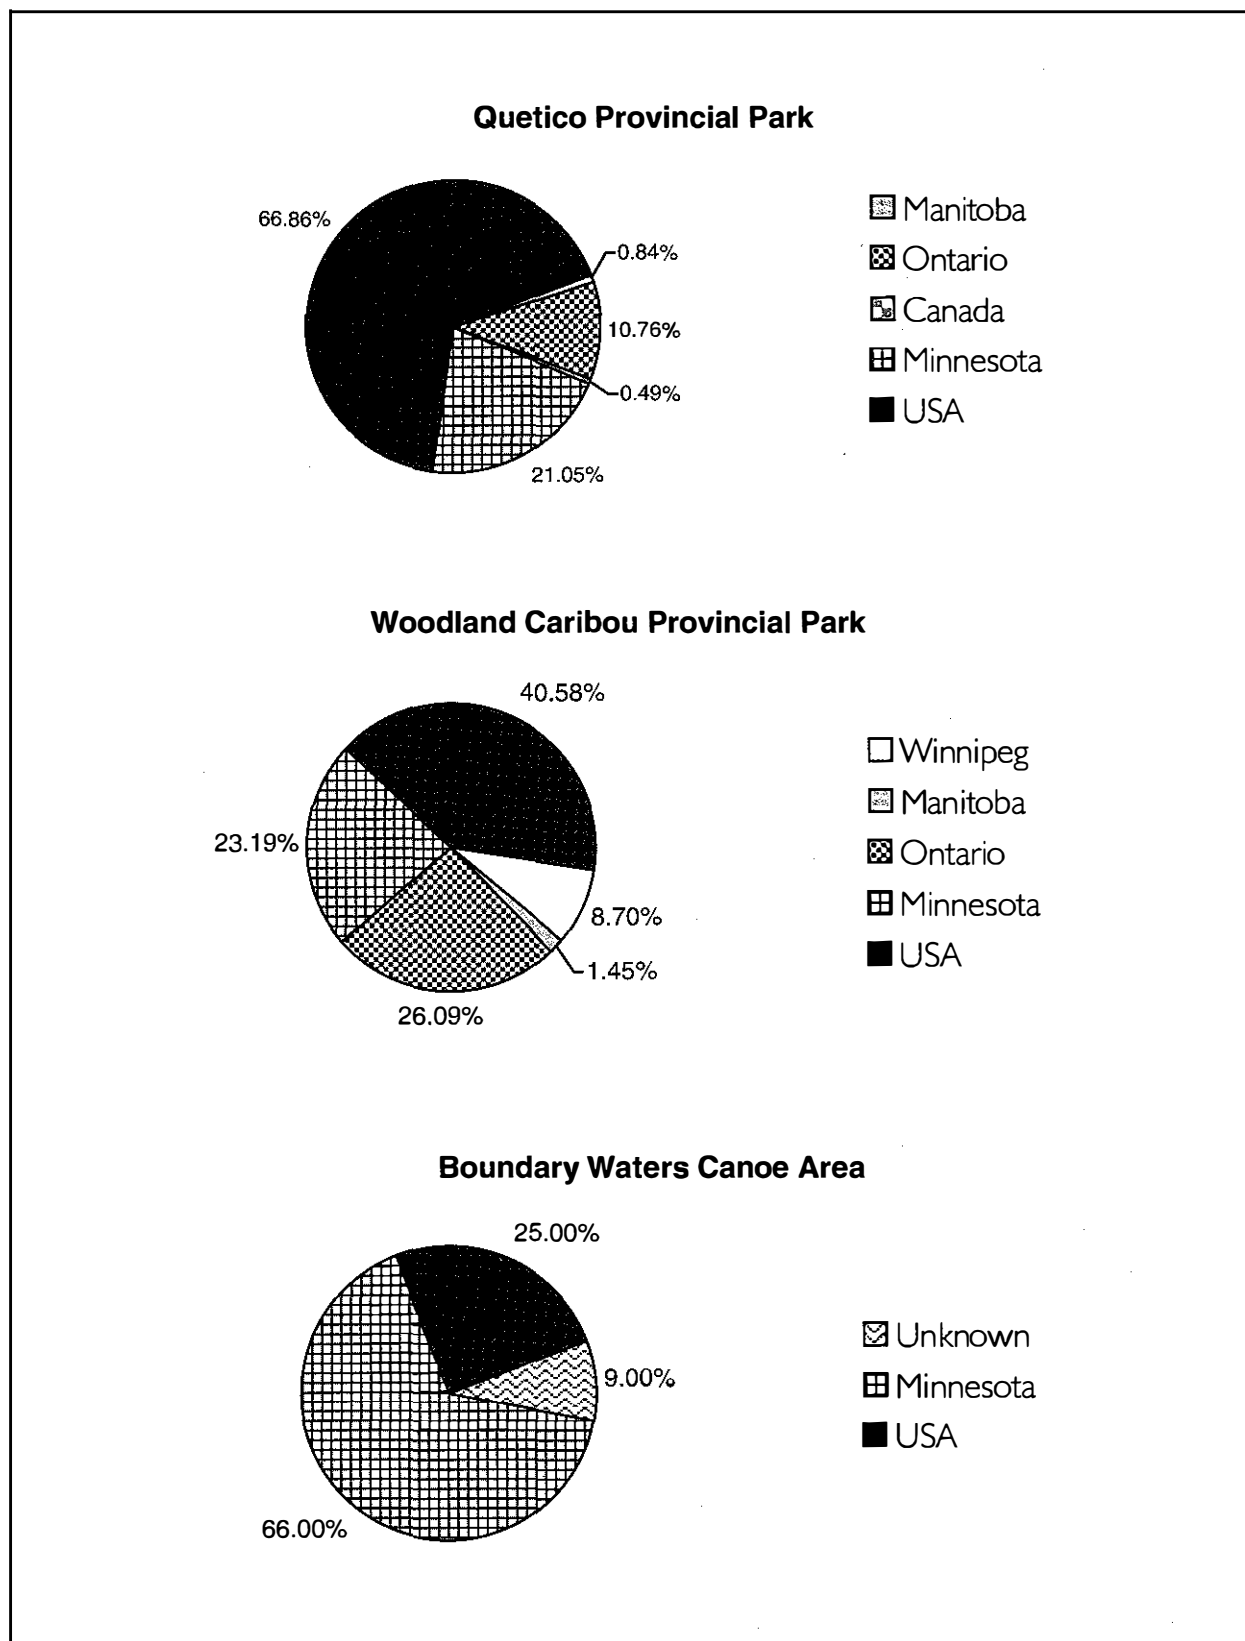 Quetico Provincial Park
66.86%
0.84%
10.76%
0.49%
21.05%
Manitoba
Ontario
Canada
Minnesota
USA
Woodland Caribou Provincial Park
40.58%
23.19%
8.70%
1.45%
26.09%
Winnipeg
Manitoba
Ontario
Minnesota
USA
Boundary Waters Canoe Area
25.00%
9.00%
66.00%
Unknown
Minnesota
USA